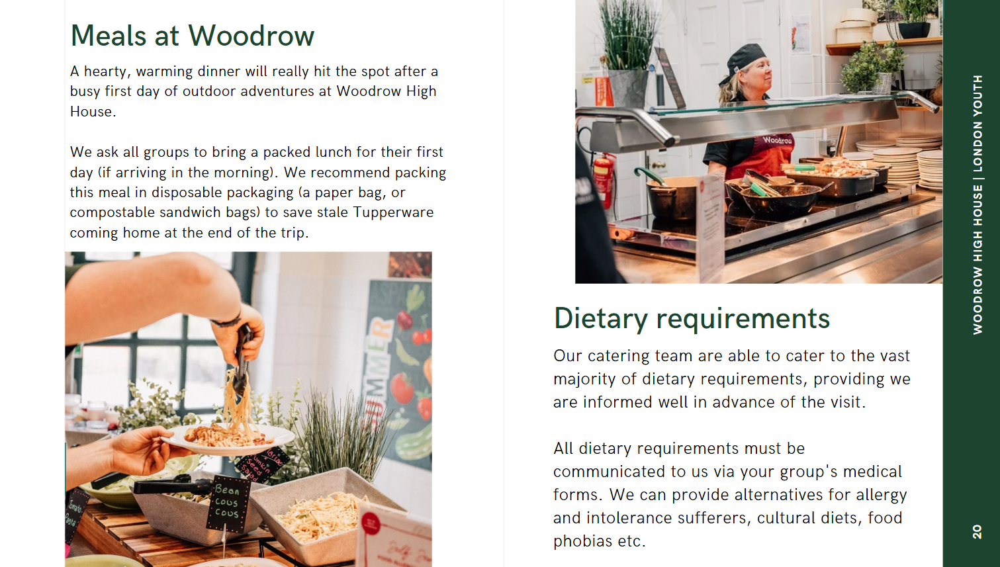 Meals at Woodrow
A hearty, warming dinner will really hit the spot after a
busy first day of outdoor adventures at Woodrow High
House.
We ask all groups to bring a packed lunch for their first
day (if arriving in the morning). We recommend packing
this meal in disposable packaging (a paper bag, or
compostable sandwich bags) to save stale Tupperware
coming home at the end of the trip.
SUMMER
Seed
Salad
Bean
cous
cous
Tomato
Pasta
Woodrow
Dietary requirements
Our catering team are able to cater to the vast
majority of dietary requirements, providing we
are informed well in advance of the visit.
All dietary requirements must be
communicated to us via your group's medical
forms. We can provide alternatives for allergy
and intolerance sufferers, cultural diets, food
phobias etc.
WOODROW HIGH HOUSE | LONDON YOUTH
20